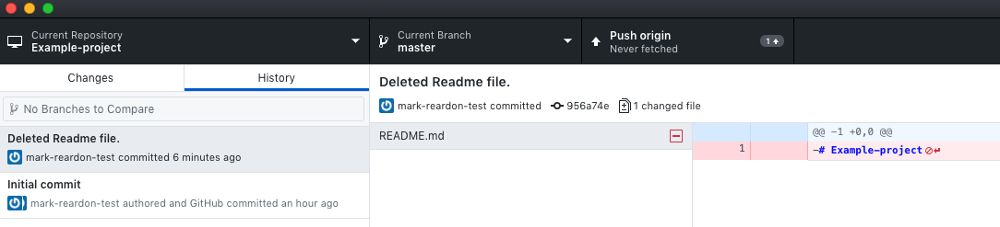 Current Repository
Example-project
Current Branch
master
Push origin
Never fetched
1
Changes
History
No Branches to Compare
Deleted Readme file.
mark-reardon-test committed 6 minutes ago
Initial commit
mark-reardon-test authored and GitHub committed an hour ago
Deleted Readme file.
mark-reardon-test committed 956a74e 1 changed file
README.md
@@ -1 +0,0 @@
1 -# Example-project